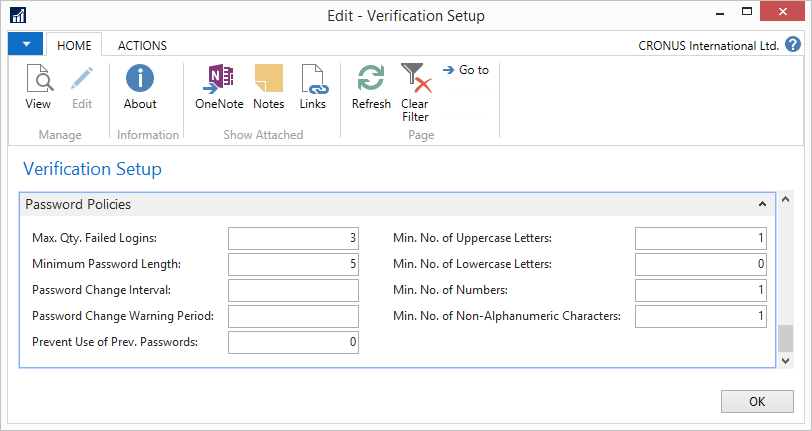 Edit - Verification Setup
HOME ACTIONS CRONUS International Ltd. ?
View Edit About OneNote Notes Links Refresh Clear Filter Go to
Manage Information Show Attached Page
Verification Setup
Password Policies
Max. Qty. Failed Logins: 3 Min. No. of Uppercase Letters: 1
Minimum Password Length: 5 Min. No. of Lowercase Letters: 0
Password Change Interval: Min. No. of Numbers: 1
Password Change Warning Period: Min. No. of Non-Alphanumeric Characters: 1
Prevent Use of Prev. Passwords: 0
OK